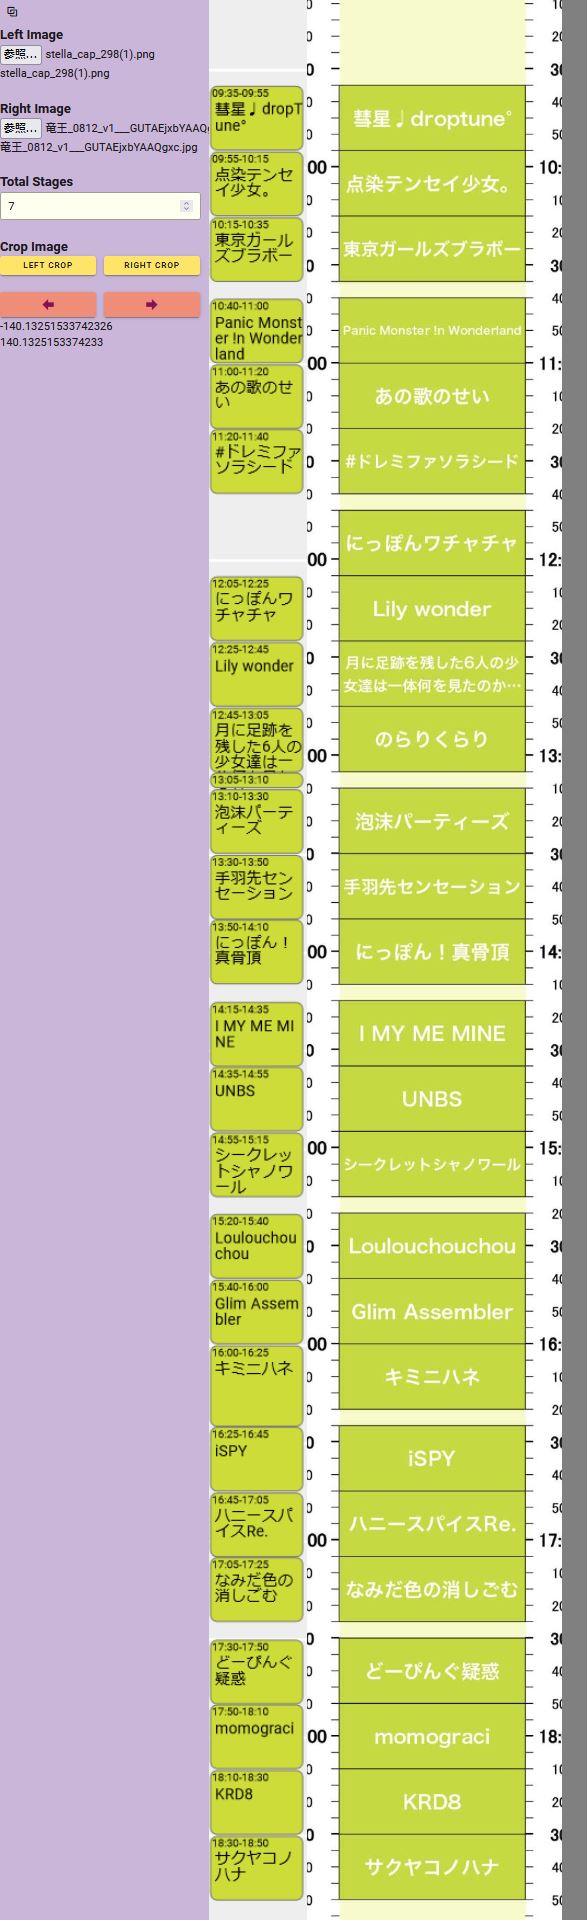 Left Image
参照... stella_cap_298(1).png
stella_cap_298(1).png
Right Image
参照... 竜王_0812_v1___GUTAEjxbYAAQg
竜王_0812_v1___GUTAEjxbYAAQgxc.jpg
Total Stages
7
Crop Image
LEFT CROP RIGHT CROP
-140.13251533742326
140.1325153374233
09:35-09:55
彗星♩dropT
une°
09:55-10:15
点染テンセ
イ少女。
10:15-10:35
東京ガール
ズブラボー
10:40-11:00
Panic Monst
er !n Wonder
land
11:00-11:20
あの歌のせ
い
11:20-11:40
#ドレミファ
ソラシード
12:05-12:25
にっぽんワ
チャチャ
12:25-12:45
Lily wonder
12:45-13:05
月に足跡を
残した6人の
少女達は一
13:05-13:10
13:10-13:30
泡沫パーテ
ィーズ
13:30-13:50
手羽先セン
セーション
13:50-14:10
にっぽん！
真骨頂
14:15-14:35
I MY ME MI
NE
14:35-14:55
UNBS
14:55-15:15
シークレッ
トシャノワ
ール
15:20-15:40
Loulouchou
chou
15:40-16:00
Glim Assem
bler
16:00-16:25
キミニハネ
16:25-16:45
iSPY
16:45-17:05
ハニースパ
イスRe.
17:05-17:25
なみだ色の
消しごむ
17:30-17:50
どーぴんぐ
疑惑
17:50-18:10
momograci
18:10-18:30
KRD8
18:30-18:50
サクヤコノ
ハナ
彗星♩droptune°
点染テンセイ少女。
東京ガールズブラボー
Panic Monster !n Wonderland
あの歌のせい
#ドレミファソラシード
にっぽんワチャチャ
Lily wonder
月に足跡を残した6人の少
女達は一体何を見たのか…
のらりくらり
泡沫パーティーズ
手羽先センセーション
にっぽん！真骨頂
I MY ME MINE
UNBS
シークレットシャノワール
Loulouchouchou
Glim Assembler
キミニハネ
iSPY
ハニースパイスRe.
なみだ色の消しごむ
どーぴんぐ疑惑
momograci
KRD8
サクヤコノハナ
10:
11:
12:
13:
14:
15:
16:
17:
18: